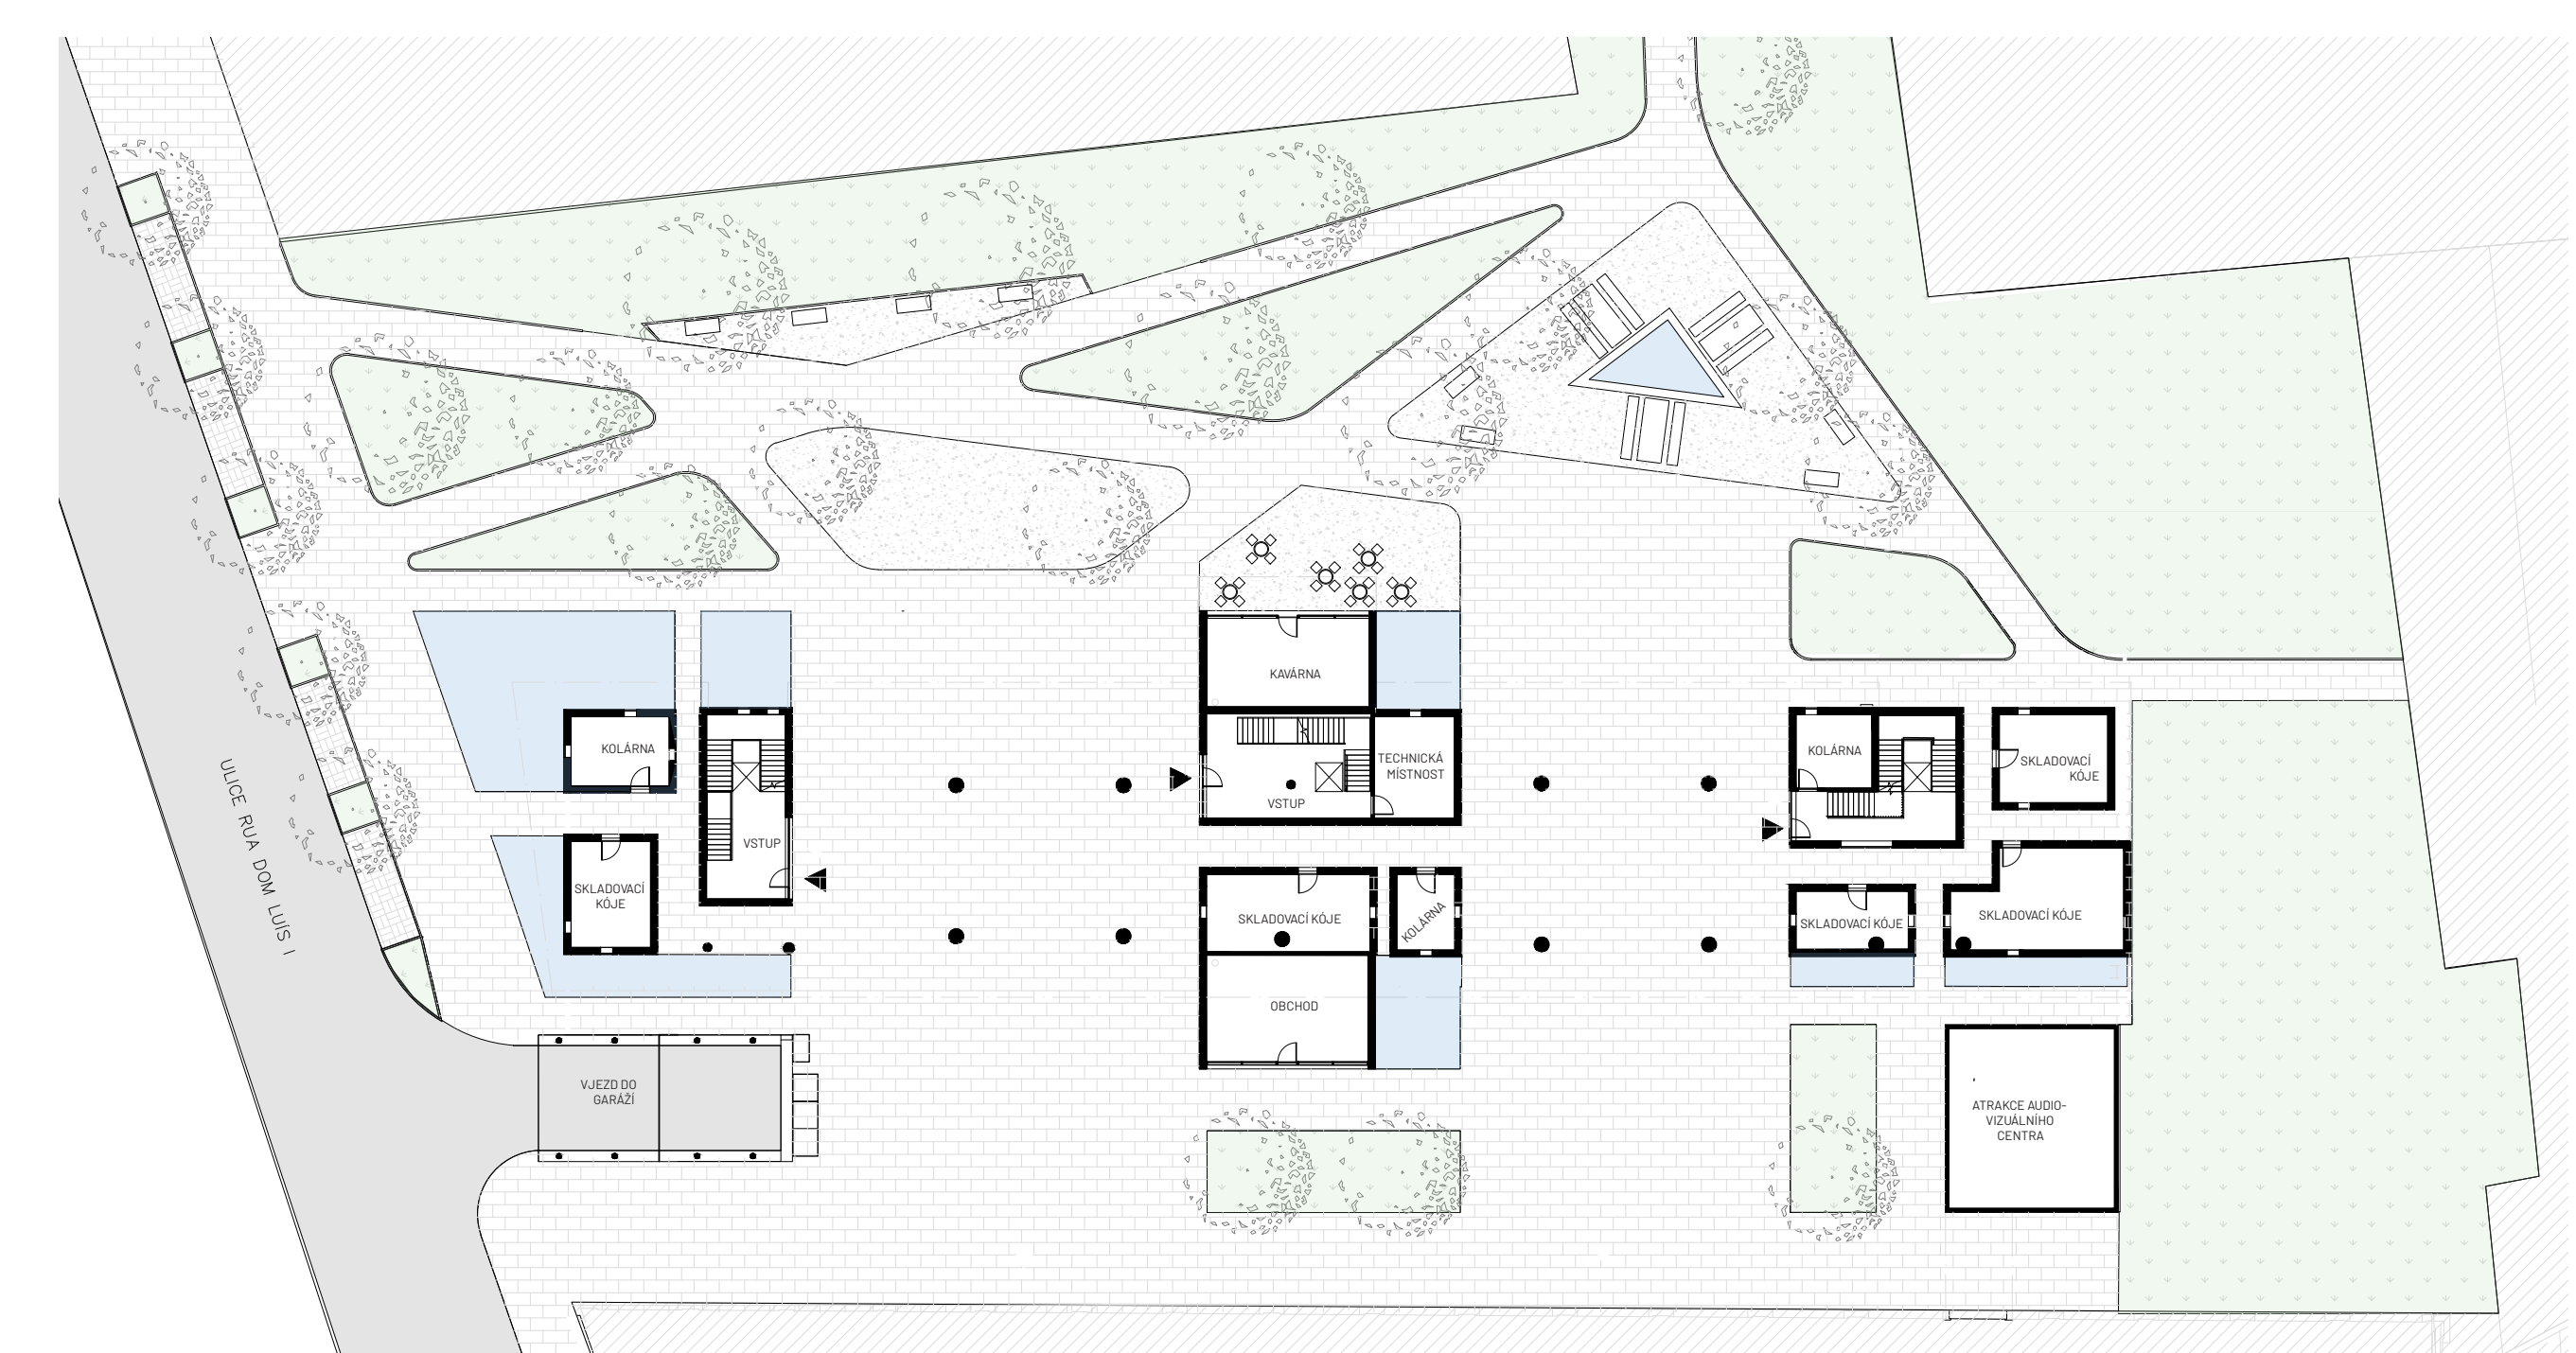 KAVÁRNA
KOLÁRNA
TECHNICKÁ
MÍSTNOST
VSTUP
KOLÁRNA
SKLADOVACÍ
KÓJE
VSTUP
SKLADOVACÍ
KÓJE
SKLADOVACÍ KÓJE
KOLÁRNA
SKLADOVACÍ KÓJE
SKLADOVACÍ KÓJE
ULICE RUA DOM LUIS I
OBCHOD
VJEZD DO
GARÁŽÍ
ATRAKCE AUDIO-
VIZUÁLNÍHO
CENTRA